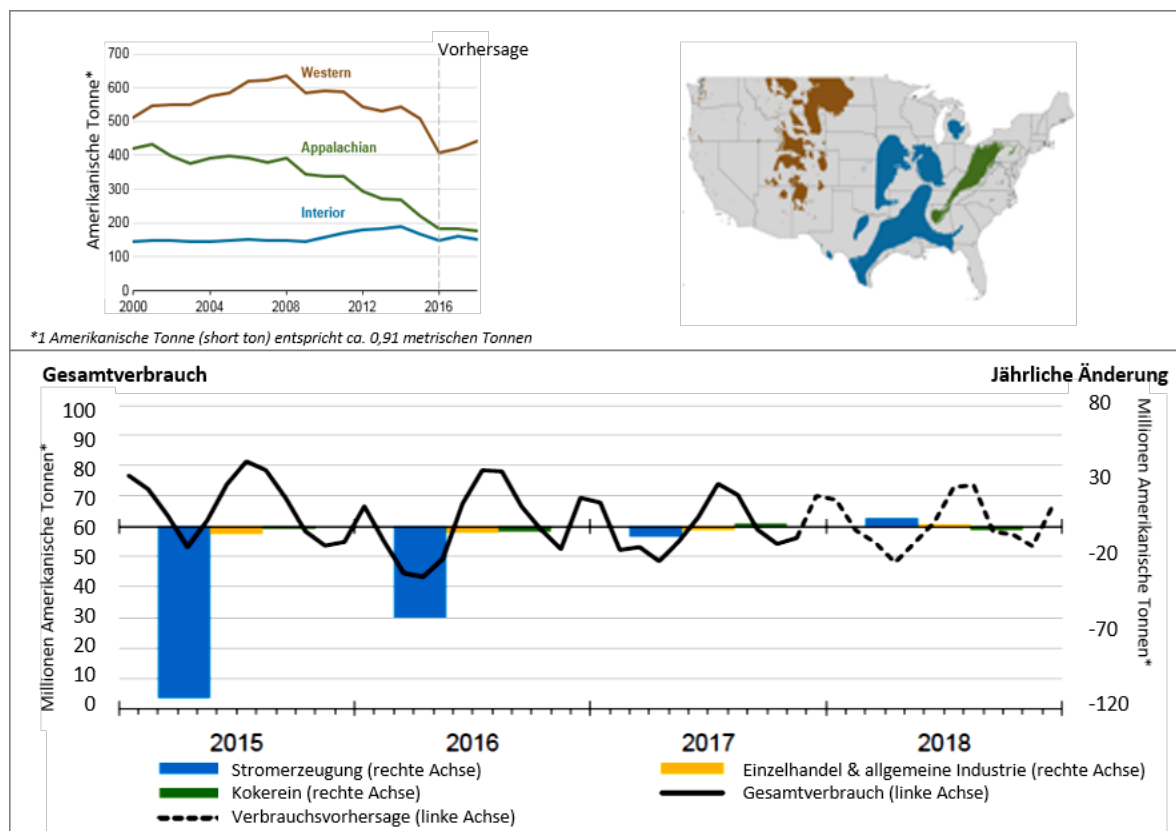 Vorhersage
Amerikanische Tonne*
700
600
500
400
300
200
100
0
Western
Appalachian
Interior
2000
2004
2008
2012
2016
*1 Amerikanische Tonne (short ton) entspricht ca. 0,91 metrischen Tonnen
Gesamtverbrauch
Jährliche Änderung
Millionen Amerikanische Tonnen*
100
90
80
70
60
50
40
30
20
10
0
80
30
-20
-70
-120
Millionen Amerikanische Tonnen*
2015
2016
2017
2018
Stromerzeugung (rechte Achse)
Einzelhandel & allgemeine Industrie (rechte Achse)
Kokerein (rechte Achse)
Gesamtverbrauch (linke Achse)
Verbrauchsvorhersage (linke Achse)